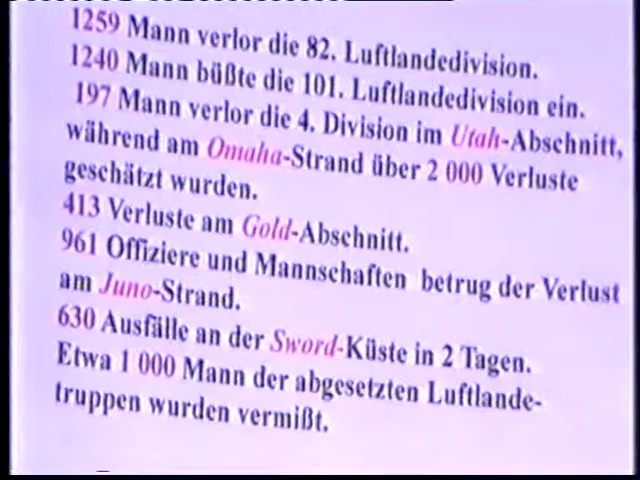 1259 Mann verlor die 82. Luftlandedivision.
1240 Mann büßte die 101. Luftlandedivision ein.
197 Mann verlor die 4. Division im Utah-Abschnitt,
während am Omaha-Strand über 2 000 Verluste
geschätzt wurden.
413 Verluste am Gold-Abschnitt.
961 Offiziere und Mannschaften betrug der Verlust
am Juno-Strand.
630 Ausfälle an der Sword-Küste in 2 Tagen.
Etwa 1 000 Mann der abgesetzten Luftlande-
truppen wurden vermißt.